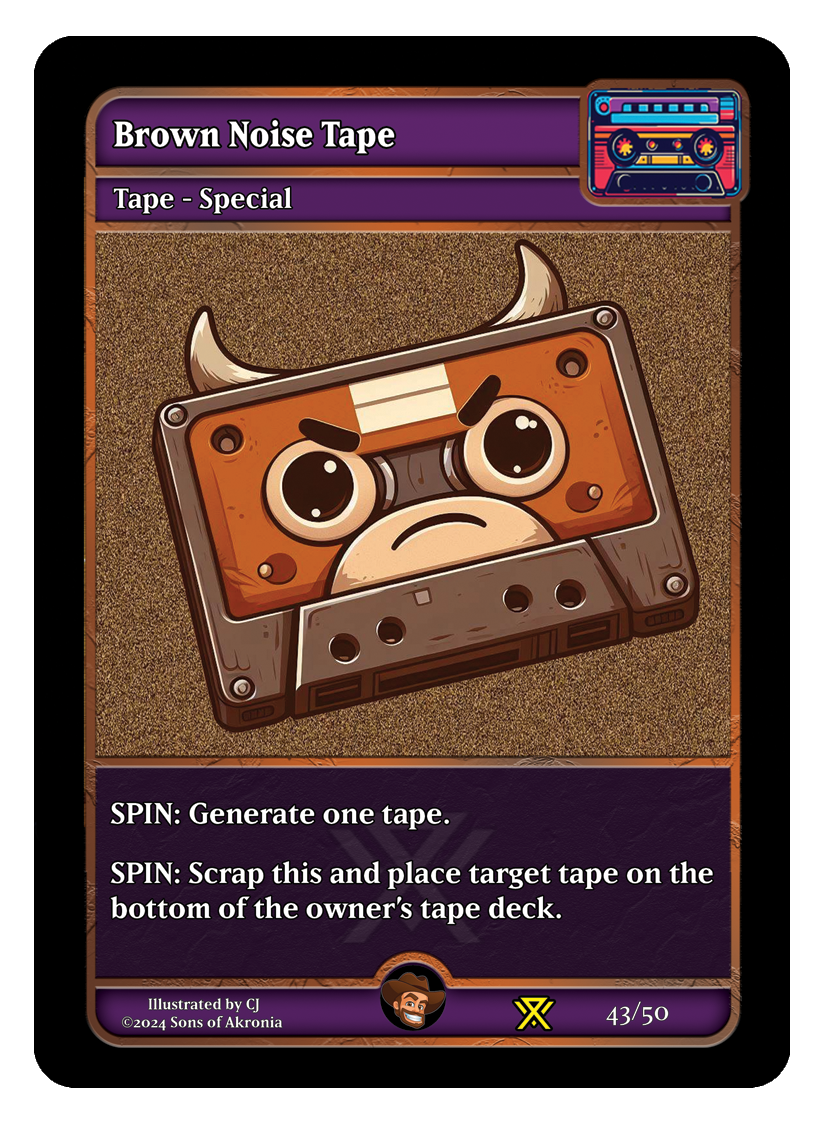 Brown Noise Tape
Tape - Special
SPIN: Generate one tape.
SPIN: Scrap this and place target tape on the
bottom of the owner's tape deck.
Illustrated by CJ
©2024 Sons of Akronia
43/50